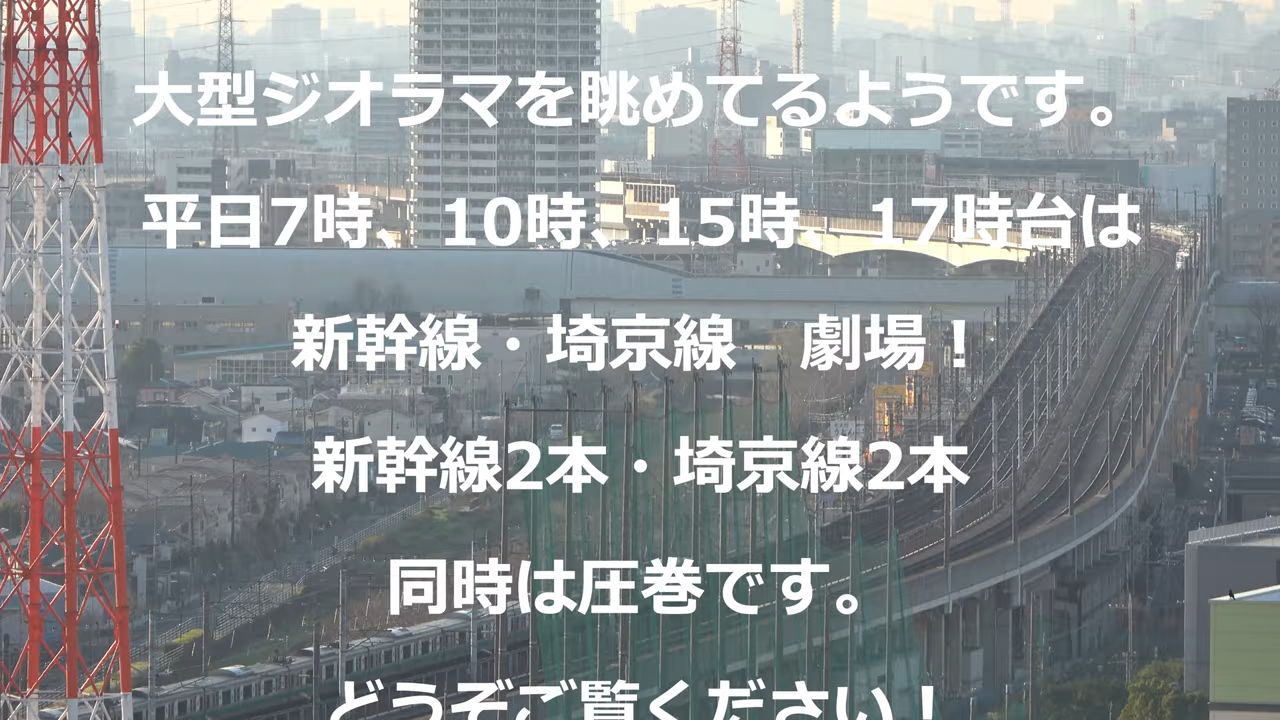 大型ジオラマを眺めてるようです。
平日7時、10時、15時、17時台は
新幹線・埼京線　劇場！
新幹線2本・埼京線2本
同時は圧巻です。
どうぞご覧ください！